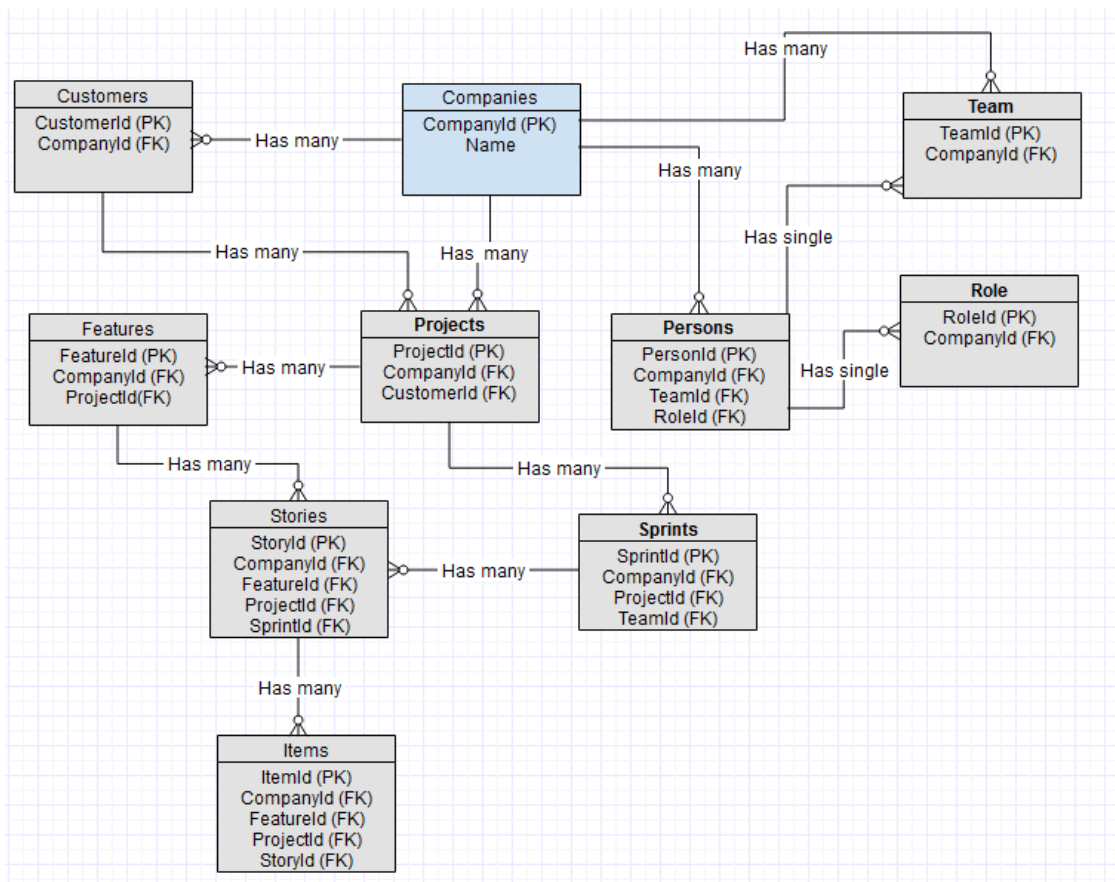 Has many
Customers
CustomerId (PK)
CompanyId (FK)
Has many
Companies
CompanyId (PK)
Name
Team
TeamId (PK)
CompanyId (FK)
Has many
Has single
Has many
Has many
Role
RoleId (PK)
CompanyId (FK)
Has single
Features
FeatureId (PK)
CompanyId (FK)
ProjectId(FK)
Has many
Projects
ProjectId (PK)
CompanyId (FK)
CustomerId (FK)
Persons
PersonId (PK)
CompanyId (FK)
TeamId (FK)
RoleId (FK)
Has many
Has many
Stories
StoryId (PK)
CompanyId (FK)
FeatureId (FK)
ProjectId (FK)
SprintId (FK)
Has many
Sprints
SprintId (PK)
CompanyId (FK)
ProjectId (FK)
TeamId (FK)
Has many
Items
ItemId (PK)
CompanyId (FK)
FeatureId (FK)
ProjectId (FK)
StoryId (FK)